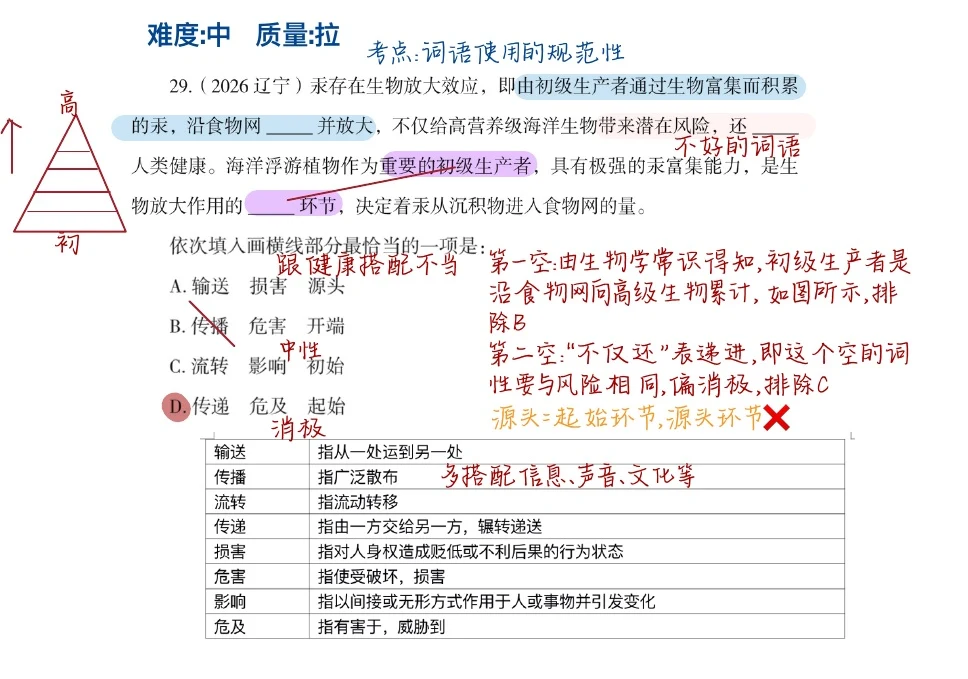 难度:中 质量:拉
考点:词语使用的规范性
29.（2026 辽宁）汞存在生物放大效应，即由初级生产者通过生物富集而积累
高
的汞，沿食物网 _____ 并放大，不仅给高营养级海洋生物带来潜在风险，还 _____
不好的词语
人类健康。海洋浮游植物作为重要的初级生产者，具有极强的汞富集能力，是生
物放大作用的 _____ 环节，决定着汞从沉积物进入食物网的量。
初
依次填入画横线部分最恰当的一项是：
跟健康搭配不当
第一空:由生物学常识得知,初级生产者是
A. 输送 损害 源头
沿食物网向高级生物累计, 如图所示,排
除B
B. 传播 危害 开端
中性
第二空:“不仅还”表递进,即这个空的词
C. 流转 影响 初始
性要与风险相同,偏消极,排除C
D. 传递 危及 起始
消极
源头=起始环节,源头环节❌
输送 指从一处运到另一处
传播 指广泛散布 多搭配信息、声音、文化等
流转 指流动转移
传递 指由一方交给另一方，辗转递送
损害 指对人身权造成贬低或不利后果的行为状态
危害 指使受破坏，损害
影响 指以间接或无形方式作用于人或事物并引发变化
危及 指有害于，威胁到